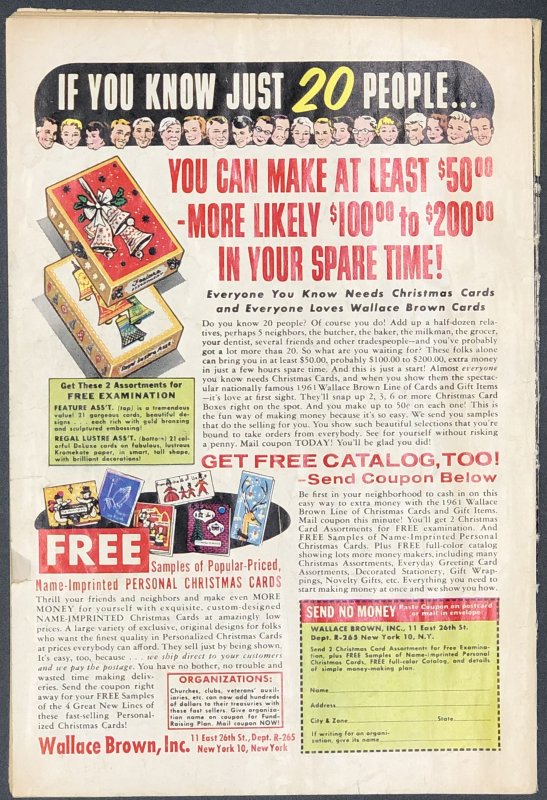 IF YOU KNOW JUST 20 PEOPLE...
YOU CAN MAKE AT LEAST $50⁰⁰
-MORE LIKELY $100⁰⁰ to $200⁰⁰
IN YOUR SPARE TIME!
Everyone You Know Needs Christmas Cards
and Everyone Loves Wallace Brown Cards
Do you know 20 people? Of course you do! Add up a half-dozen rela-
tives, perhaps 5 neighbors, the butcher, the baker, the milkman, the grocer,
your dentist, several friends and other tradespeople—and you've probably
got a lot more than 20. So what are you waiting for? These folks alone
can bring you in at least $50.00, probably $100.00 to $200.00, extra money
in just a few hours spare time. And this is just a start! Almost everyone
you know needs Christmas Cards, and when you show them the spectac-
ular nationally famous 1961 Wallace Brown Line of Cards and Gift Items
—it's love at first sight. They'll snap up 2, 3, 6 or more Christmas Card
Boxes right on the spot. And you make up to 50¢ on each one! This is
the fun way of making money because it's so easy. We send you samples
that do the selling for you. You show such beautiful selections that you're
bound to take orders from everybody. See for yourself without risking
a penny. Mail coupon TODAY! You'll be glad you did!
Get These 2 Assortments for
FREE EXAMINATION
FEATURE ASS'T. (top) is a tremendous
value! 21 gorgeous cards, beautiful de-
signs . . . each rich with gold bronzing
and sculptured embossing!
REGAL LUSTRE ASS'T. (bottom) 21 col-
orful DeLuxe cards on fabulous, lustrous
Kromekote paper, in smart, tall shape,
with brilliant decorations!
GET FREE CATALOG, TOO!
-Send Coupon Below
Be first in your neighborhood to cash in on this
easy way to extra money with the 1961 Wallace
Brown Line of Christmas Cards and Gift Items.
Mail coupon this minute! You'll get 2 Christmas
Card Assortments for FREE examination. And
FREE Samples of Name-Imprinted Personal
Christmas Cards. Plus FREE full-color catalog
showing lots more money makers, including many
Christmas Assortments, Everyday Greeting Card
Assortments, Decorated Stationery, Gift Wrap-
pings, Novelty Gifts, etc. Everything you need to
start making money at once and we show you how.
FREE Samples of Popular-Priced,
Name-Imprinted PERSONAL CHRISTMAS CARDS
Thrill your friends and neighbors and make even MORE
MONEY for yourself with exquisite, custom-designed
NAME-IMPRINTED Christmas Cards at amazingly low
prices. A large variety of exclusive, original designs for folks
who want the finest quality in Personalized Christmas Cards
at prices everybody can afford. They sell just by being shown.
It's easy, too, because . . . we ship direct to your customers
and we pay the postage. You have no bother, no trouble and
wasted time making deliv-
eries. Send the coupon right
away for your FREE Samples
of the 4 Great New Lines of
these fast-selling Personal-
ized Christmas Cards!
ORGANIZATIONS:
Churches, clubs, veterans' auxil-
iaries, etc. can now add hundreds
of dollars to their treasuries with
these fast sellers. Give organiza-
tion name on coupon for Fund-
Raising Plan. Mail coupon NOW!
Wallace Brown, Inc. 11 East 26th St., Dept. R-265
New York 10, New York
SEND NO MONEY Paste Coupon on postcard
or mail in envelope
WALLACE BROWN, INC., 11 East 26th St.
Dept. R-265 New York 10, N.Y.
Send 2 Christmas Card Assortments for Free Examina-
tion, plus FREE Samples of Name-Imprinted Personal
Christmas Cards, FREE full-color Catalog, and details
of simple money-making plan.
Name
Address
City & Zone State
If writing for an organi-
zation, give its name